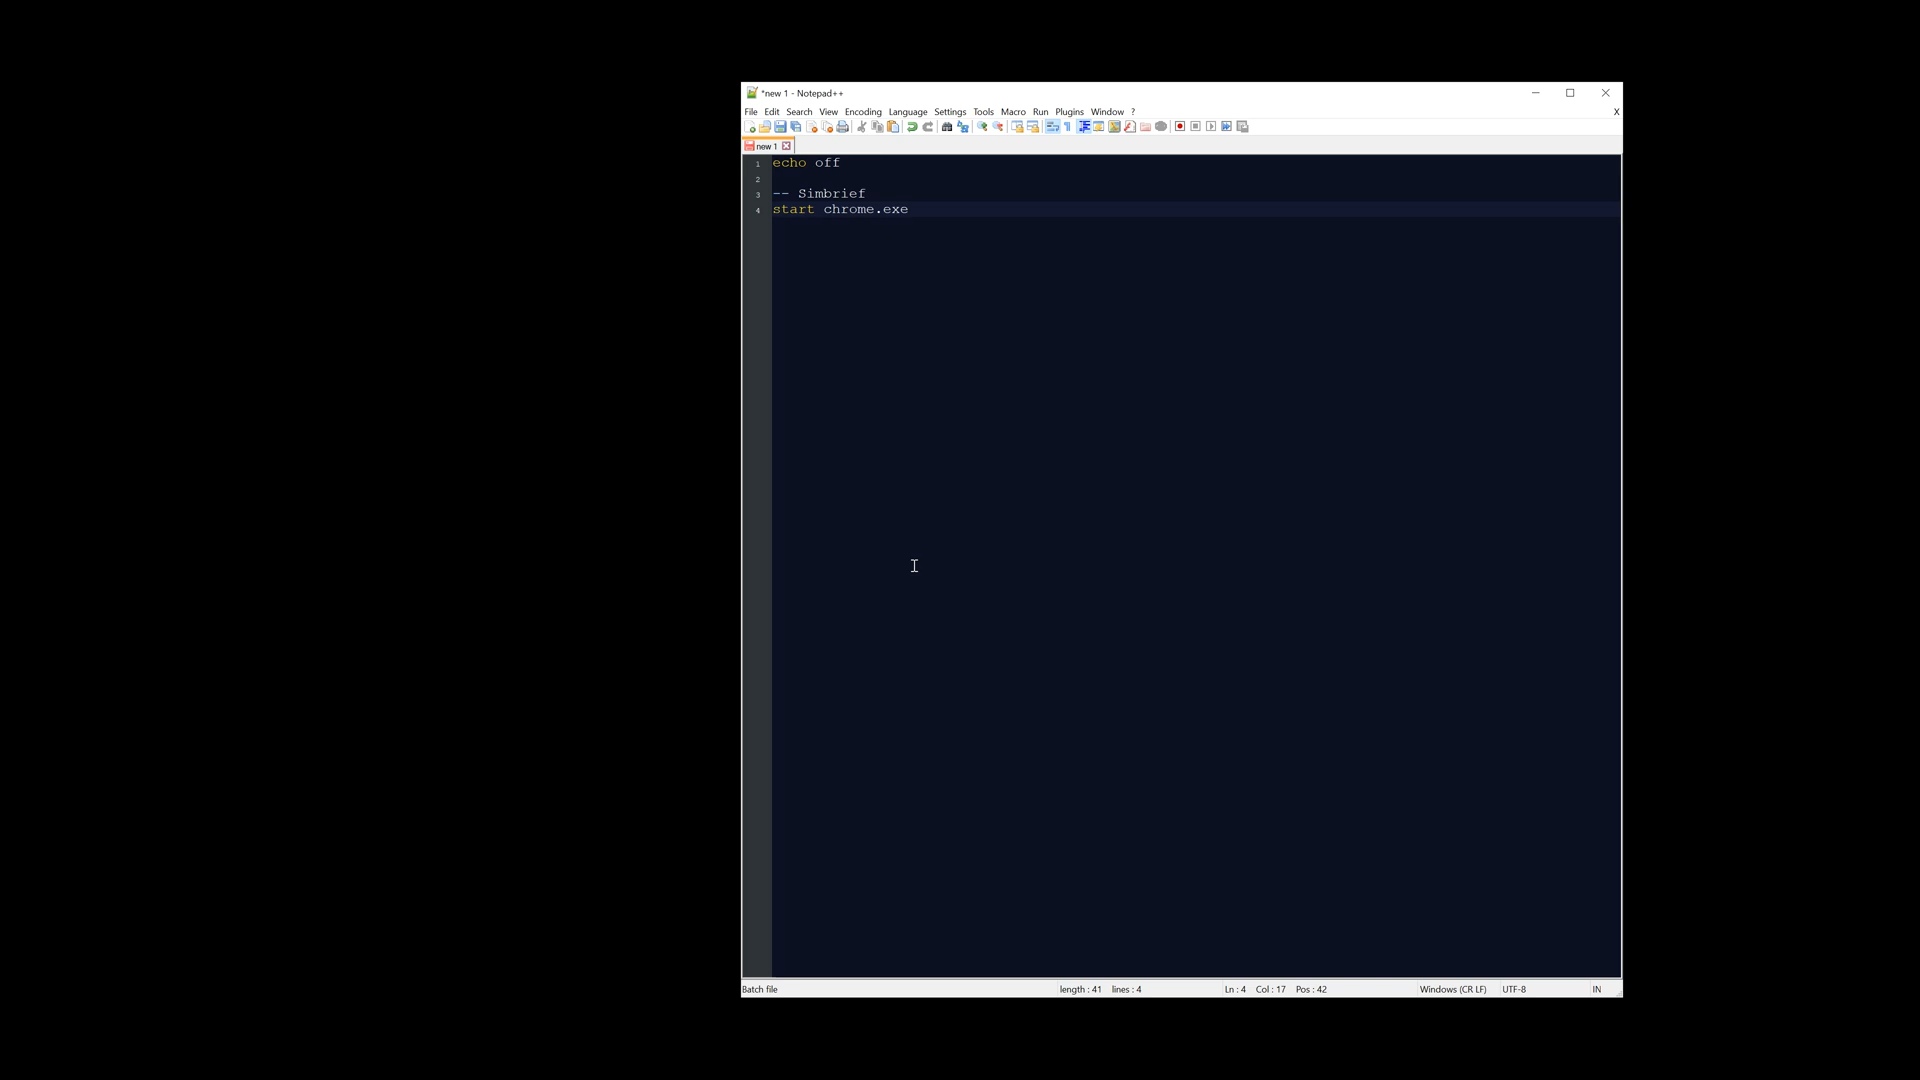 *new 1 - Notepad++
File Edit Search View Encoding Language Settings Tools Macro Run Plugins Window ? X
new 1
1 echo off
2
3 -- Simbrief
4 start chrome.exe
Batch file length : 41 lines : 4 Ln : 4 Col : 17 Pos : 42 Windows (CR LF) UTF-8 IN